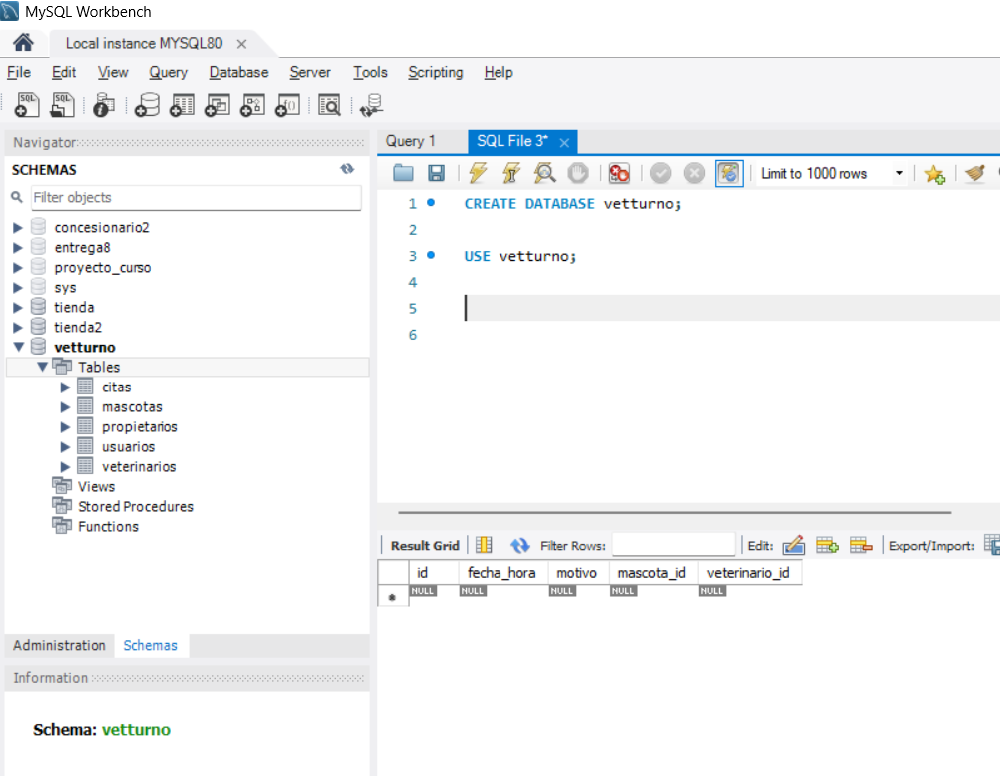 MySQL Workbench
Local instance MYSQL80
File Edit View Query Database Server Tools Scripting Help
Navigator
SCHEMAS
Filter objects
concesionario2
entrega8
proyecto_curso
sys
tienda
tienda2
vetturno
Tables
citas
mascotas
propietarios
usuarios
veterinarios
Views
Stored Procedures
Functions
Administration Schemas
Information
Schema: vetturno
Query 1 SQL File 3*
Limit to 1000 rows
1 CREATE DATABASE vetturno;
2
3 USE vetturno;
4
5
6
Result Grid Filter Rows: Edit: Export/Import:
id fecha_hora motivo mascota_id veterinario_id
NULL NULL NULL NULL NULL